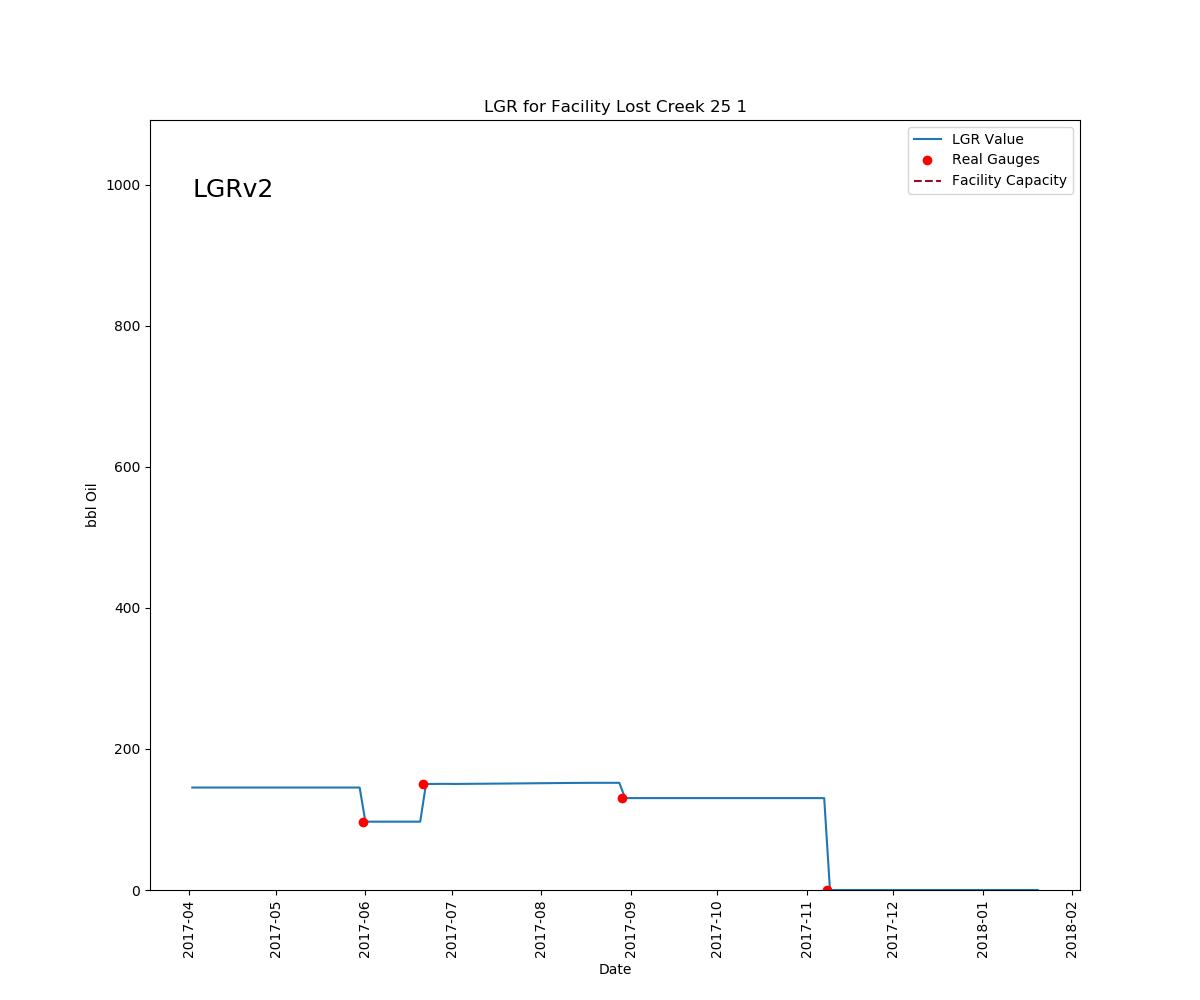 LGR for Facility Lost Creek 25 1
LGRv2
LGR Value
Real Gauges
Facility Capacity
1000
800
600
400
200
0
bbl Oil
2017-04
2017-05
2017-06
2017-07
2017-08
2017-09
2017-10
2017-11
2017-12
2018-01
2018-02
Date